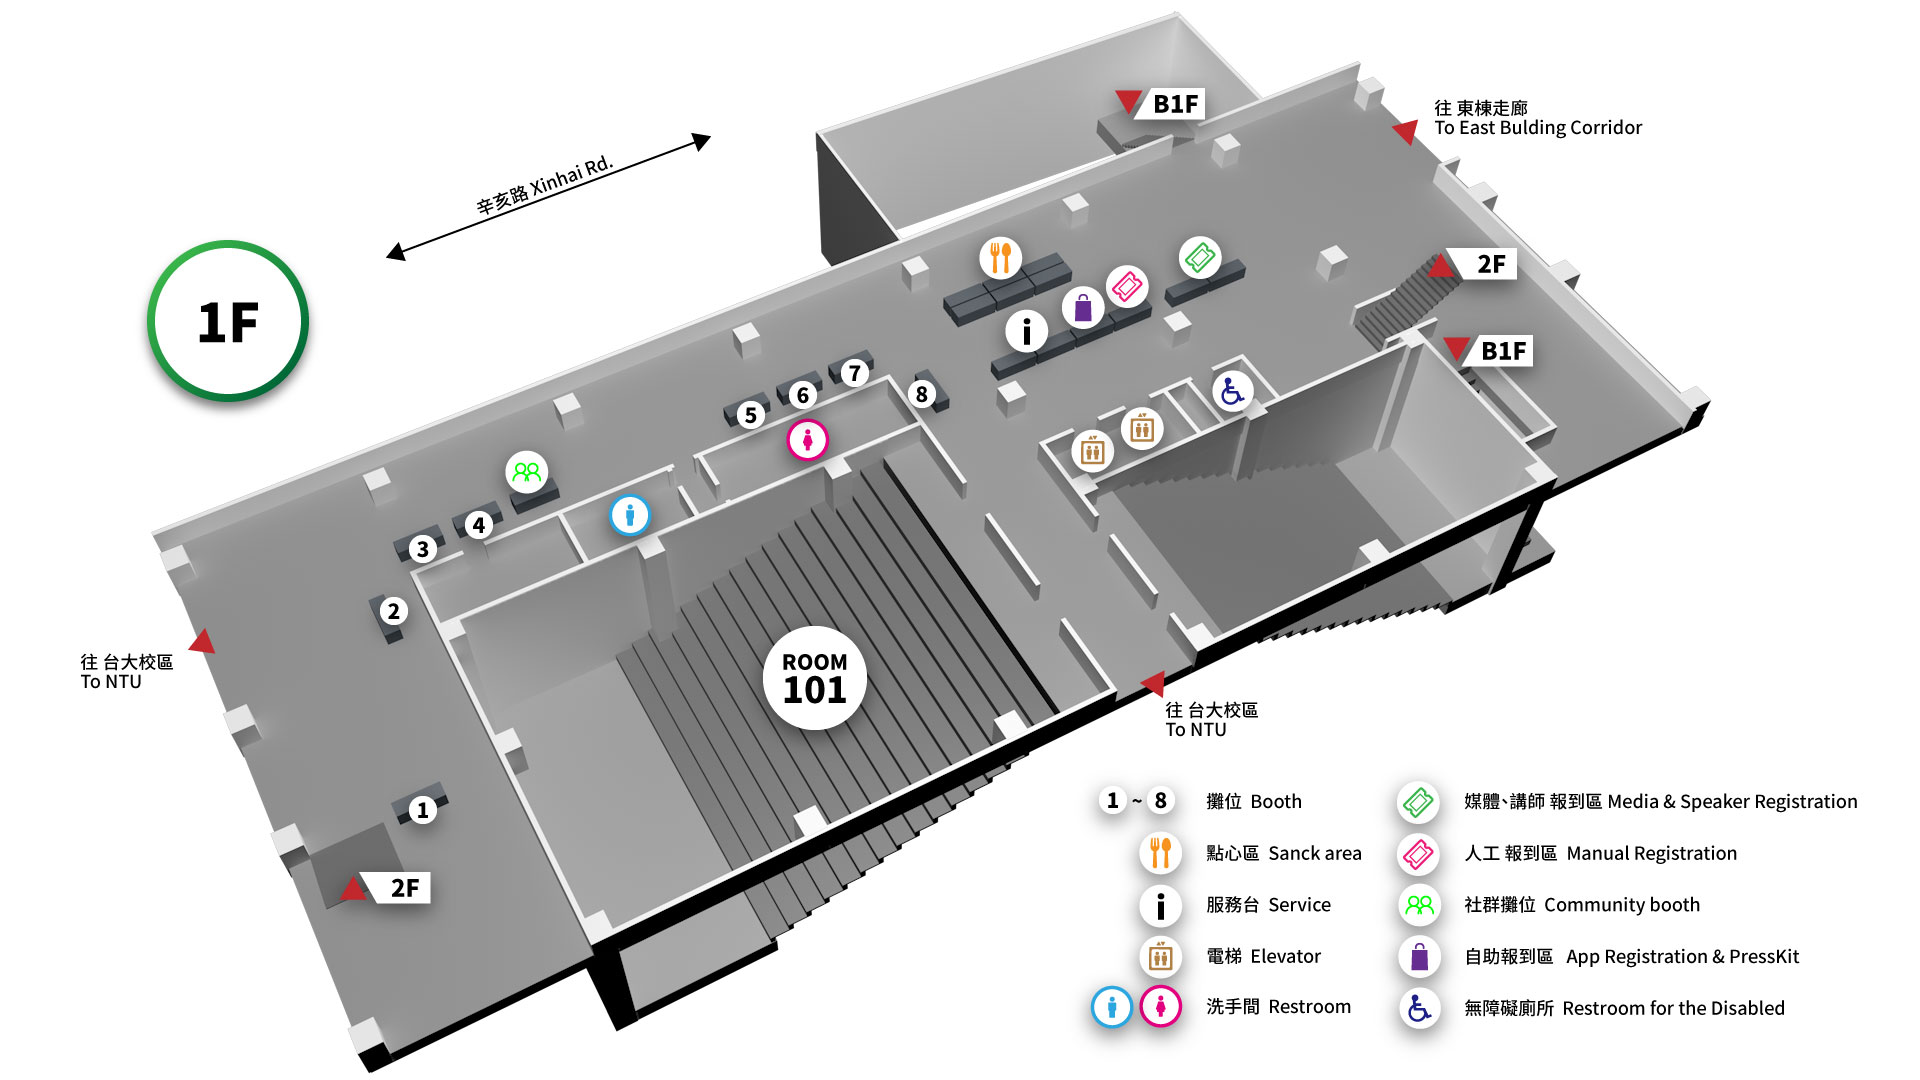 B1F
往 東棟走廊
To East Bulding Corridor
辛亥路 Xinhai Rd.
1F
2F
B1F
7
6
8
5
4
3
2
ROOM
101
往 台大校區
To NTU
往 台大校區
To NTU
1
2F
1 ~ 8 攤位 Booth
點心區 Sanck area
i 服務台 Service
電梯 Elevator
洗手間 Restroom
媒體、講師 報到區 Media & Speaker Registration
人工 報到區 Manual Registration
社群攤位 Community booth
自助報到區 App Registration & PressKit
無障礙廁所 Restroom for the Disabled